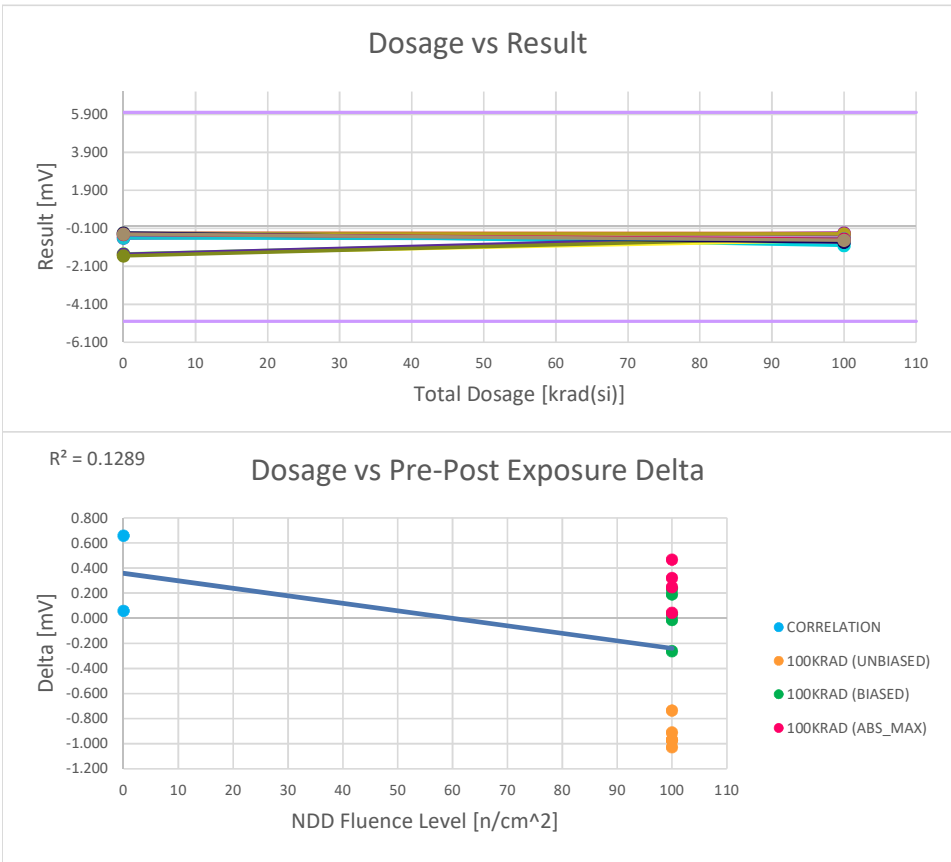 Dosage vs Result
Result [mV]
5.900
3.900
1.900
-0.100
-2.100
-4.100
-6.100
0 10 20 30 40 50 60 70 80 90 100 110
Total Dosage [krad(si)]
R² = 0.1289
Dosage vs Pre-Post Exposure Delta
Delta [mV]
0.800
0.600
0.400
0.200
0.000
-0.200
-0.400
-0.600
-0.800
-1.000
-1.200
0 10 20 30 40 50 60 70 80 90 100 110
NDD Fluence Level [n/cm^2]
CORRELATION
100KRAD (UNBIASED)
100KRAD (BIASED)
100KRAD (ABS_MAX)